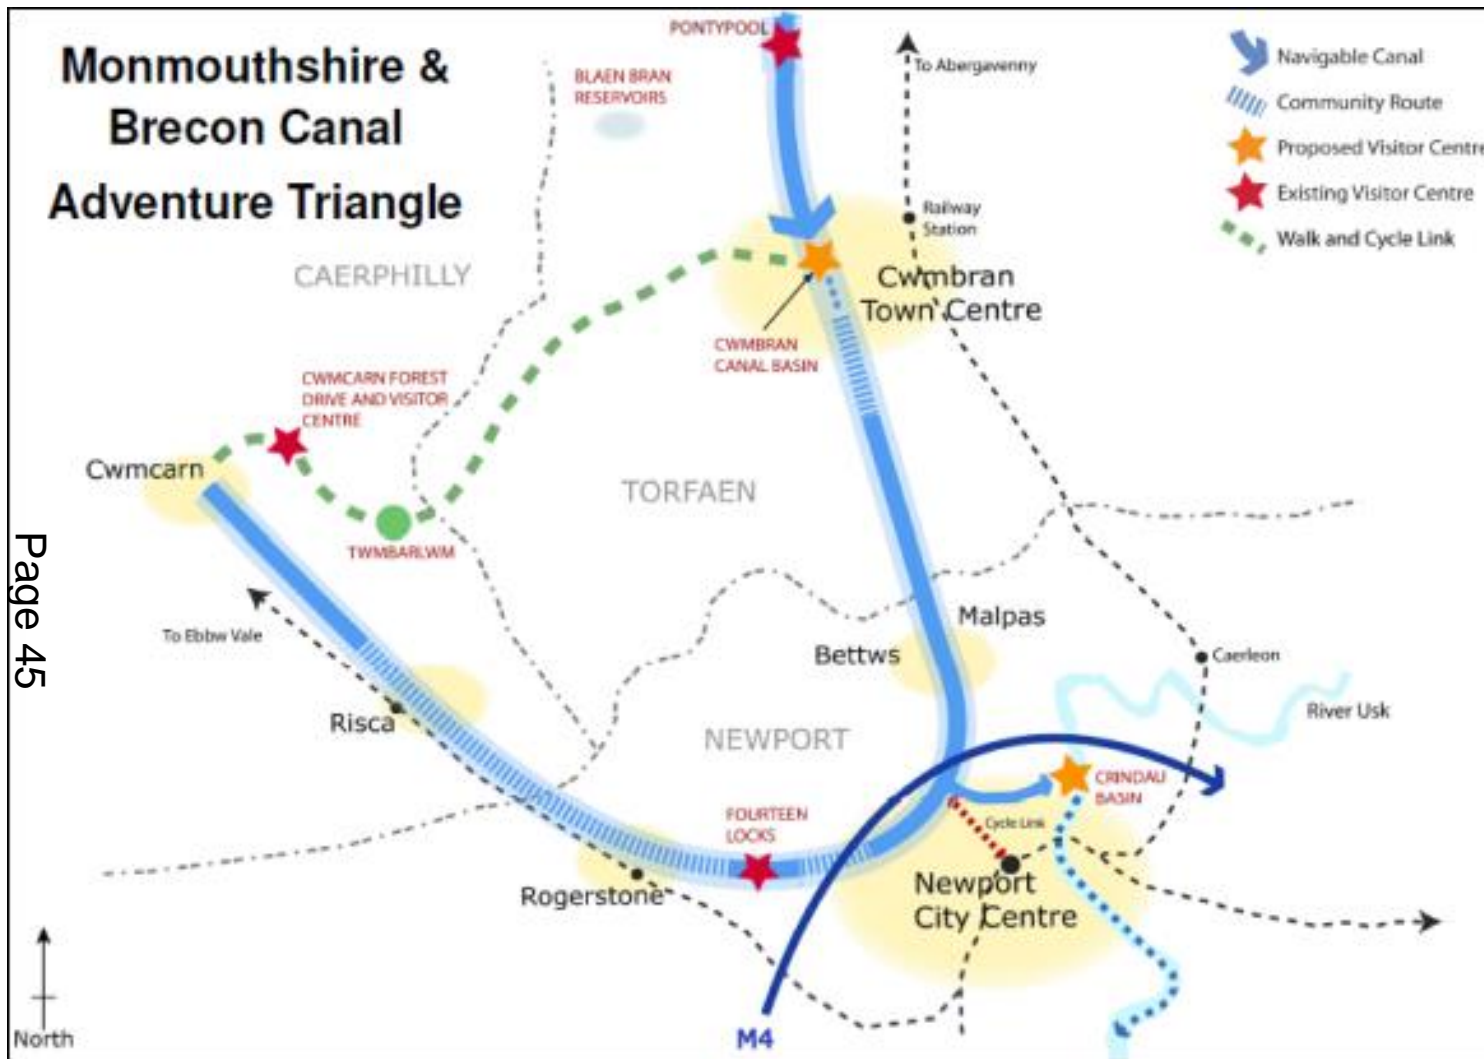 Monmouthshire &
Brecon Canal
Adventure Triangle
PONTYPOOL
BLAEN BRAN
RESERVOIRS
To Abergavenny
Navigable Canal
Community Route
Proposed Visitor Centre
Existing Visitor Centre
Walk and Cycle Link
Railway
Station
CAERPHILLY
Cwmbran
Town Centre
CWMBRAN
CANAL BASIN
CWMCARN FOREST
DRIVE AND VISITOR
CENTRE
Cwmcarn
TORFAEN
TWMBARLWM
Page 45
To Ebbw Vale
Malpas
Bettws
Caerleon
River Usk
Risca
NEWPORT
CRINDAU
BASIN
FOURTEEN
LOCKS
Cycle Link
Rogerstone
Newport
City Centre
M4
North